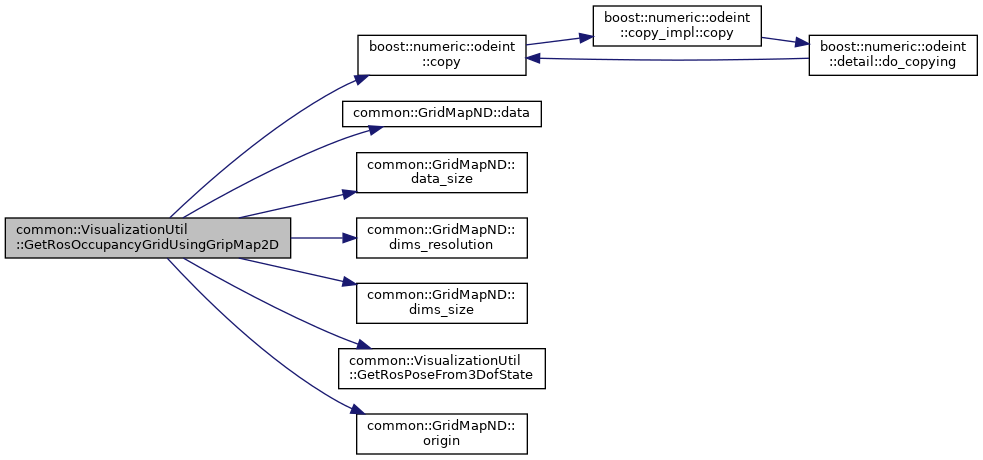 common::VisualizationUtil
::GetRosOccupancyGridUsingGripMap2D
boost::numeric::odeint
::copy
boost::numeric::odeint
::copy_impl::copy
boost::numeric::odeint
::detail::do_copying
common::GridMapND::data
common::GridMapND::
data_size
common::GridMapND::
dims_resolution
common::GridMapND::
dims_size
common::VisualizationUtil
::GetRosPoseFrom3DofState
common::GridMapND::
origin